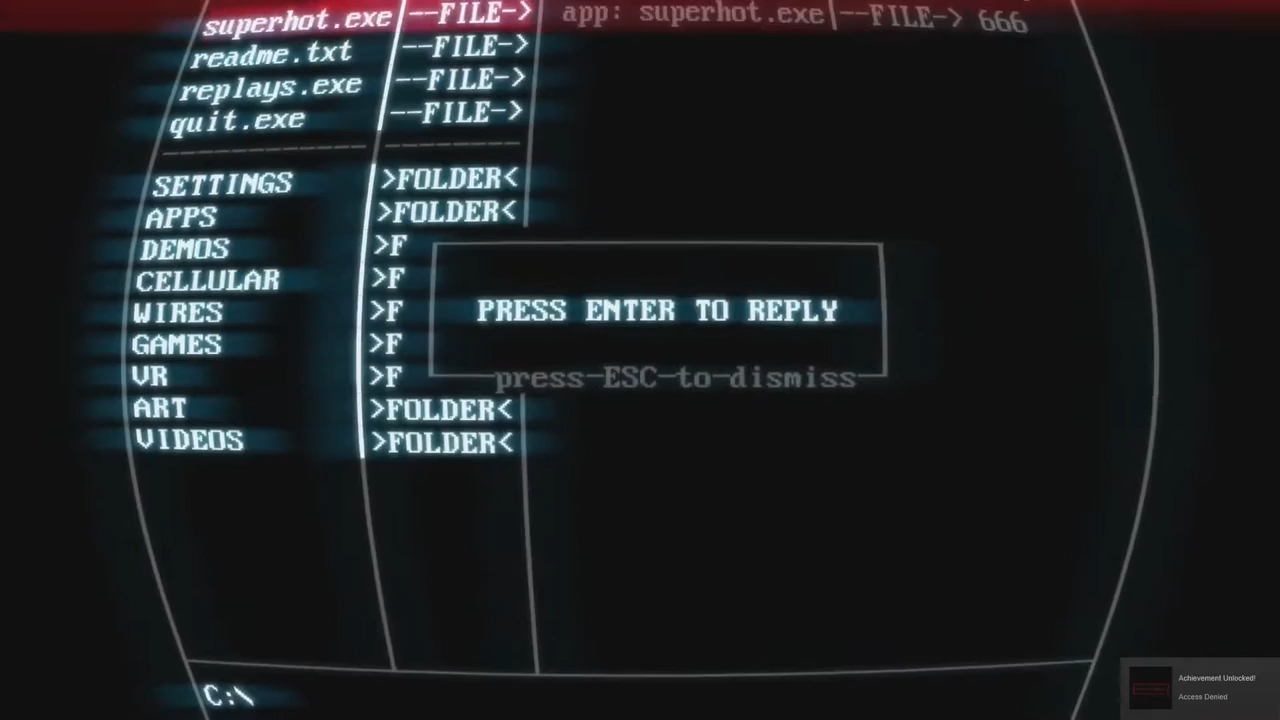 superhot.exe --FILE-> app: superhot.exe --FILE-> 666
readme.txt --FILE->
replays.exe --FILE->
quit.exe --FILE->
SETTINGS >FOLDER<
APPS >FOLDER<
DEMOS >F
CELLULAR >F
WIRES >F
GAMES >F
VR >F
ART >FOLDER<
VIDEOS >FOLDER<
PRESS ENTER TO REPLY
press-ESC-to-dismiss
C:\
Achievement Unlocked!
Access Denied